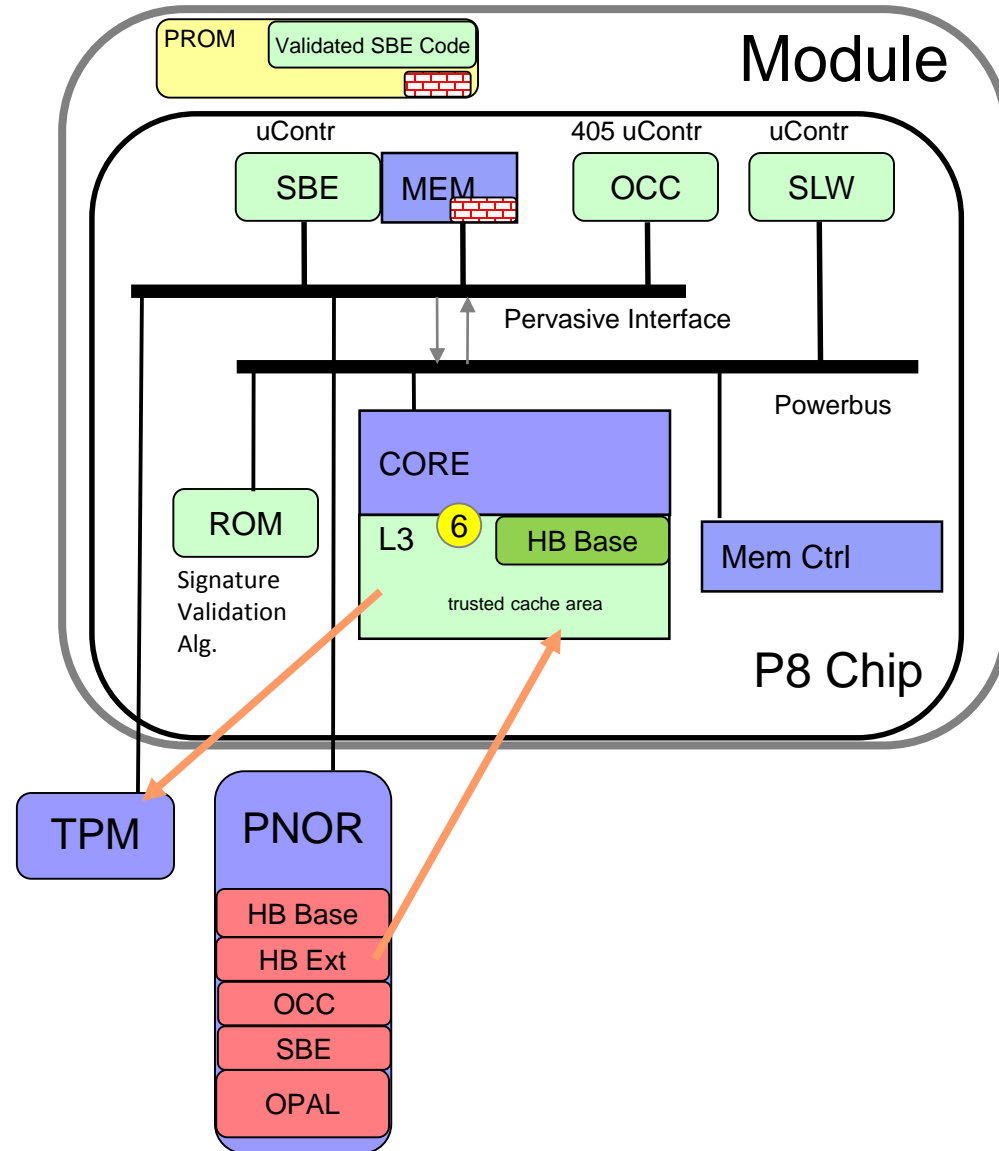 PROM
Validated SBE Code
Module
uContr
405 uContr
uContr
SBE
MEM
OCC
SLW
Pervasive Interface
Powerbus
CORE
ROM
L3
6
HB Base
Mem Ctrl
Signature
Validation
Alg.
trusted cache area
P8 Chip
TPM
PNOR
HB Base
HB Ext
OCC
SBE
OPAL